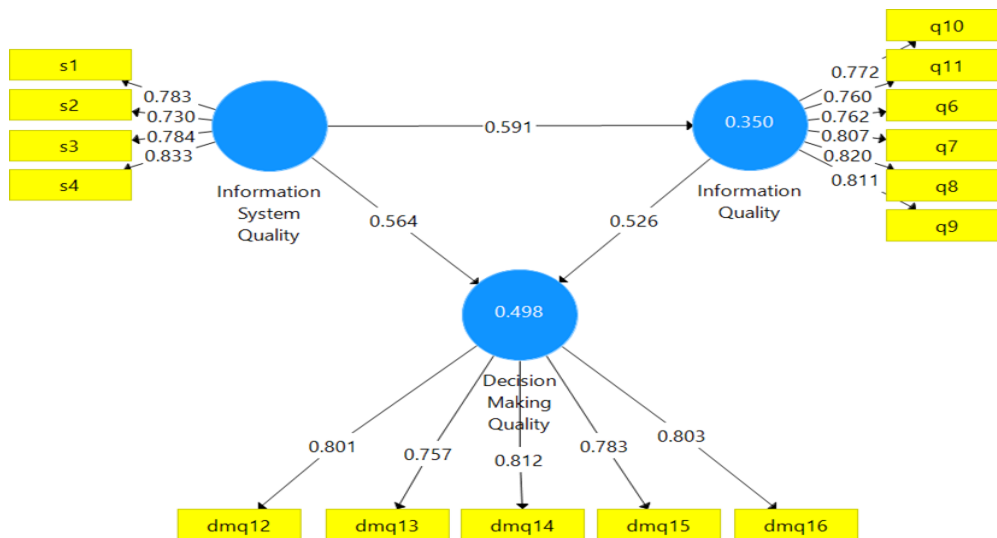 s1
s2
s3
s4
0.783
0.730
0.784
0.833
Information
System
Quality
0.591
0.564
0.350
Information
Quality
0.526
0.772
0.760
0.762
0.807
0.820
0.811
q10
q11
q6
q7
q8
q9
0.498
Decision
Making
Quality
0.801
0.757
0.812
0.783
0.803
dmq12
dmq13
dmq14
dmq15
dmq16